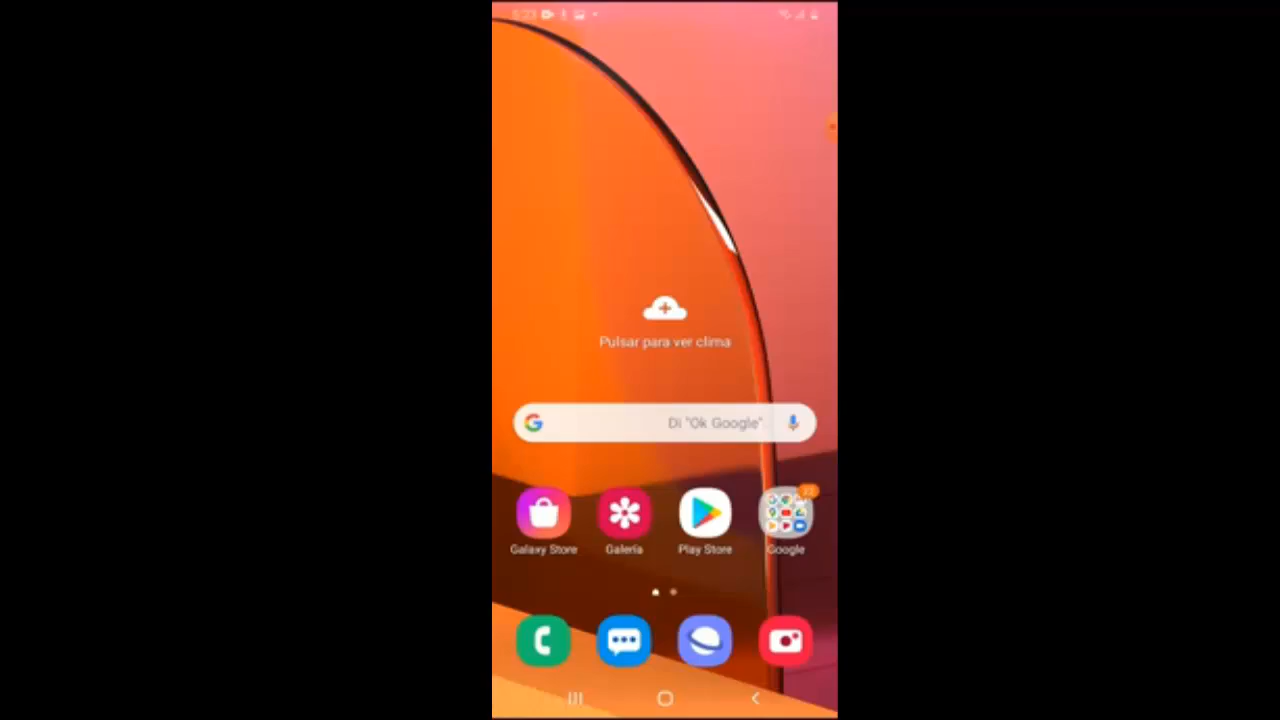 Pulsar para ver clima
Di "Ok Google"
Galaxy Store
Galería
Play Store
Google